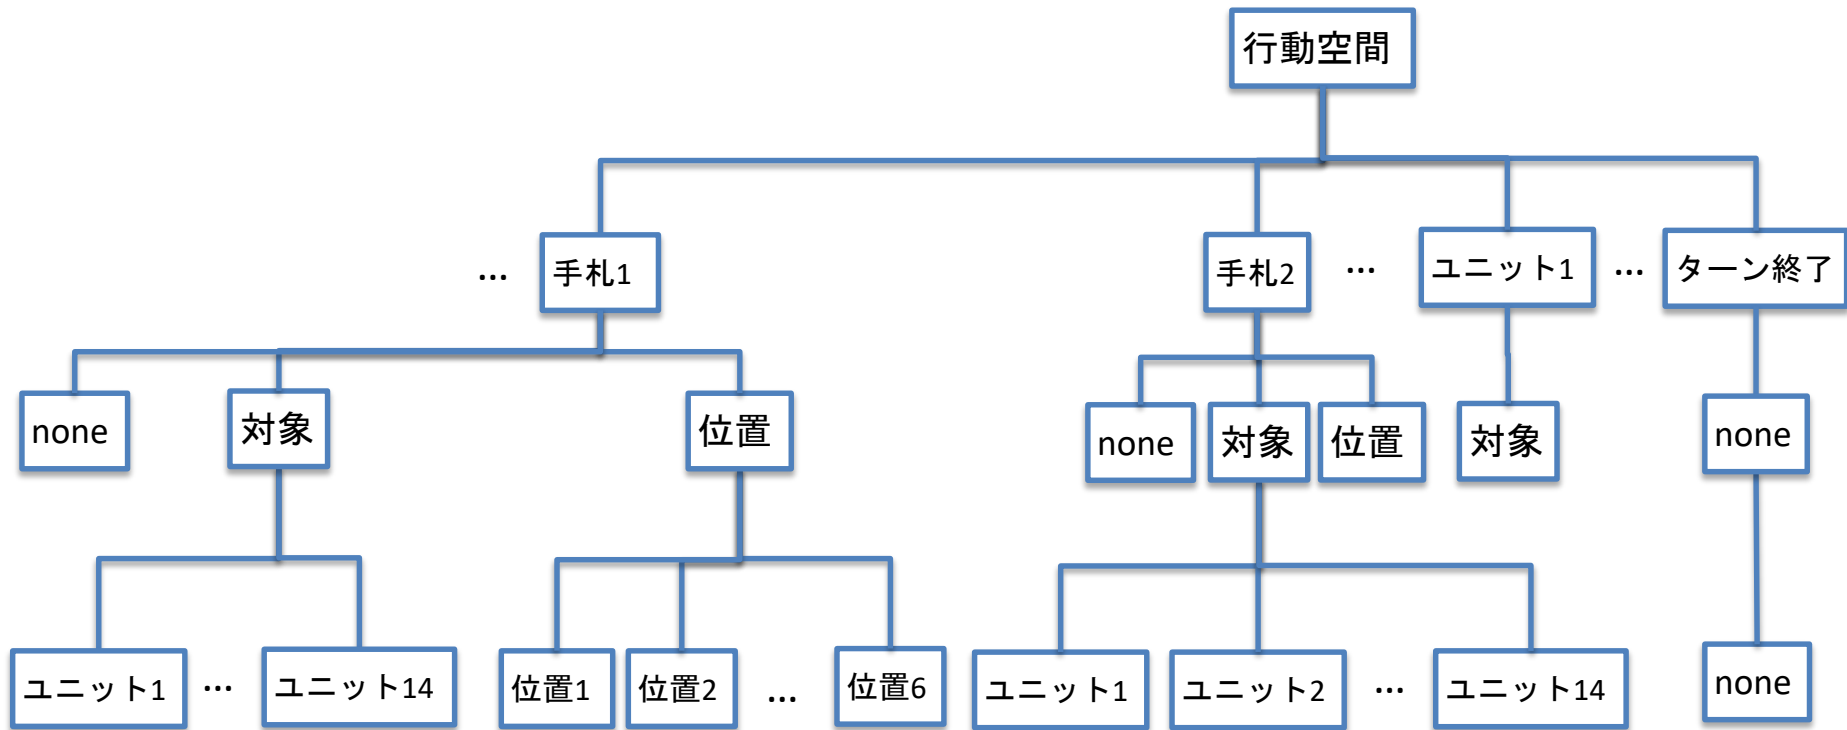 行動空間
... 手札1
手札2 ... ユニット1 ... ターン終了
none 対象 位置
none 対象 位置 対象 none
ユニット1 ... ユニット14 位置1 位置2 ... 位置6
ユニット1 ユニット2 ... ユニット14 none